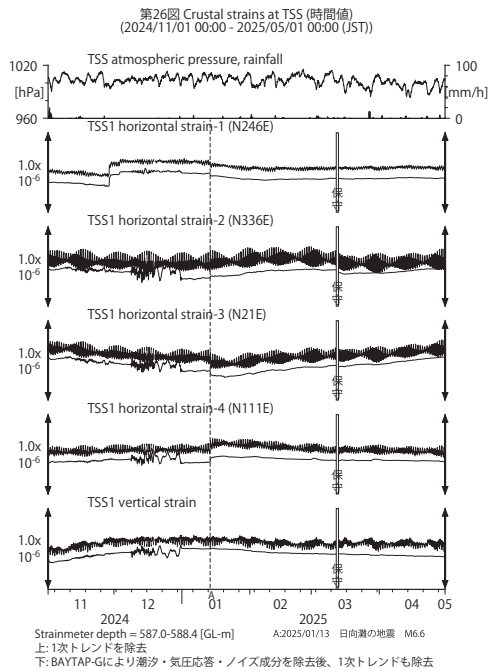 第26図 Crustal strains at TSS (時間値)
(2024/11/01 00:00 - 2025/05/01 00:00 (JST))
TSS atmospheric pressure, rainfall
1020
100
[hPa]
[mm/h]
960
0
TSS1 horizontal strain-1 (N246E)
1.0x
10-6
保守
TSS1 horizontal strain-2 (N336E)
1.0x
10-6
保守
TSS1 horizontal strain-3 (N21E)
1.0x
10-6
保守
TSS1 horizontal strain-4 (N111E)
1.0x
10-6
保守
TSS1 vertical strain
1.0x
10-6
保守
A
11 12 01 02 03 04 05
2024 2025
Strainmeter depth = 587.0-588.4 [GL-m] A:2025/01/13 日向灘の地震 M6.6
上: 1次トレンドを除去
下: BAYTAP-Gにより潮汐・気圧応答・ノイズ成分を除去後、1次トレンドも除去